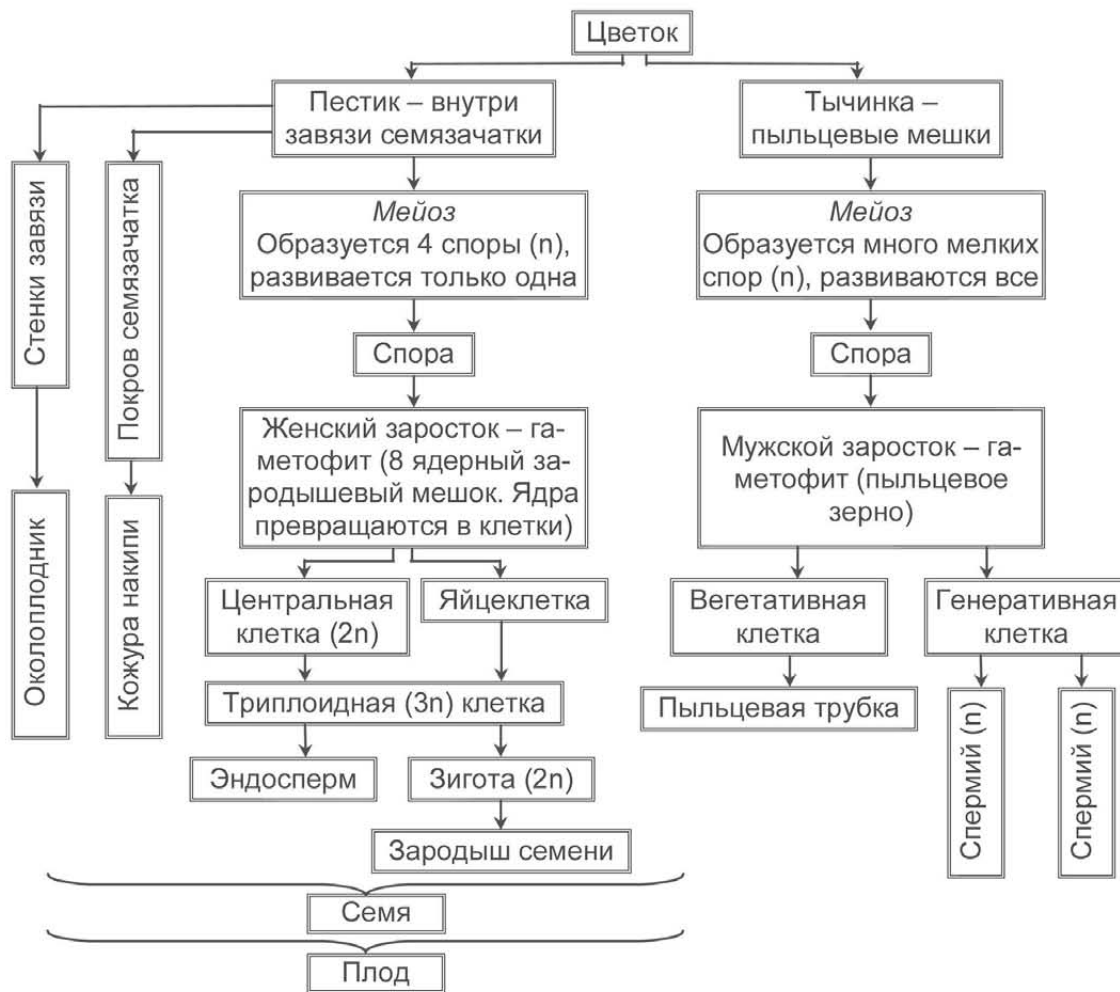 Цветок
Пестик – внутри
завязи семязачатки
Тычинка –
пыльцевые мешки
Стенки завязи
Покров семязачатка
Мейоз
Образуется 4 споры (n),
развивается только одна
Мейоз
Образуется много мелких
спор (n), развиваются все
Спора
Спора
Женский заросток – га-
метофит (8 ядерный за-
родышевый мешок. Ядра
превращаются в клетки)
Мужской заросток – га-
метофит (пыльцевое
зерно)
Околоплодник
Кожура накипи
Центральная
клетка (2n)
Яйцеклетка
Вегетативная
клетка
Генеративная
клетка
Триплоидная (3n) клетка
Пыльцевая трубка
Спермий (n)
Спермий (n)
Эндосперм
Зигота (2n)
Зародыш семени
Семя
Плод